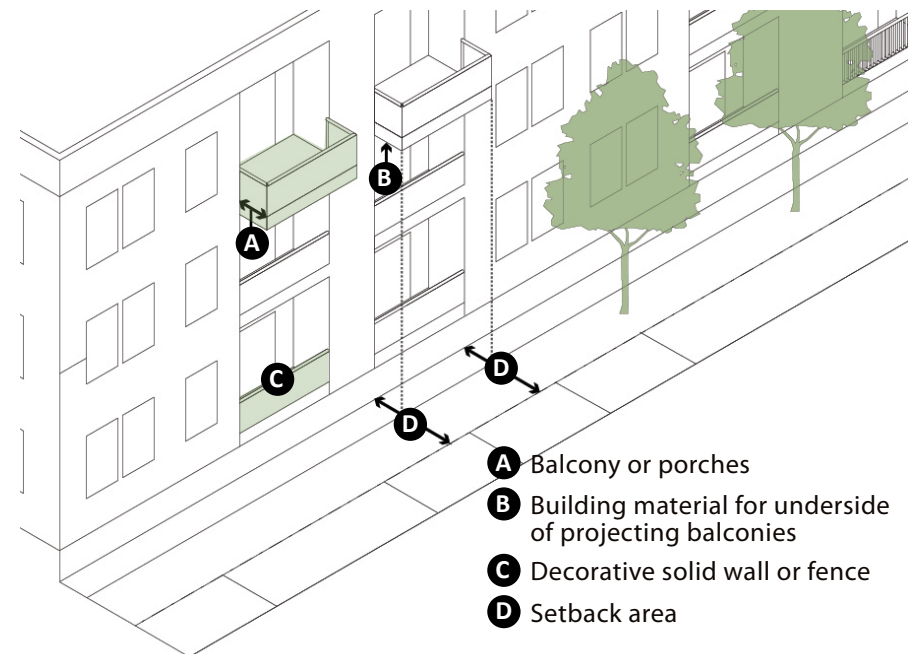 B
A
C
D
D
A Balcony or porches
B Building material for underside
of projecting balconies
C Decorative solid wall or fence
D Setback area